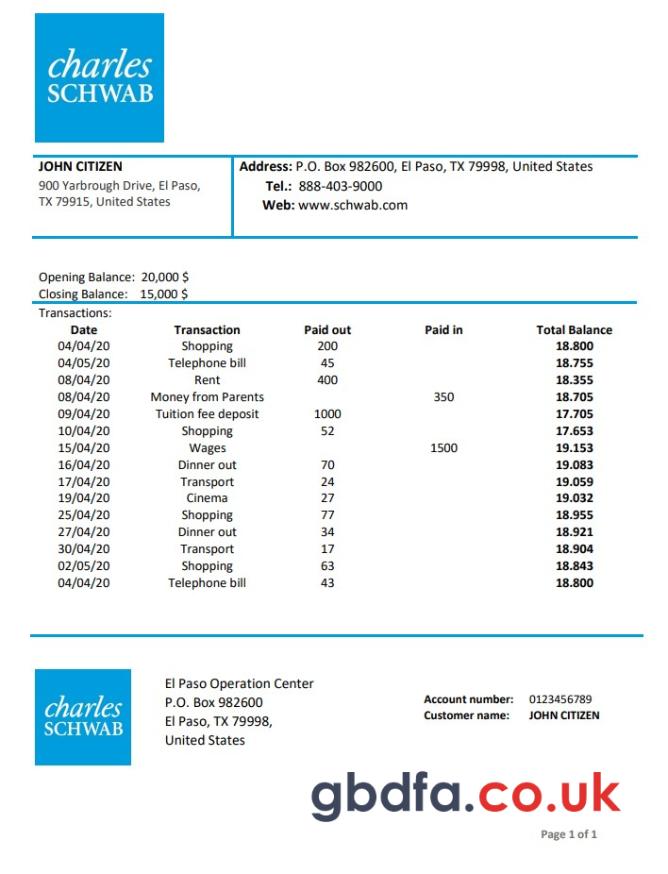 charles
SCHWAB
JOHN CITIZEN
900 Yarbrough Drive, El Paso,
TX 79915, United States
Address: P.O. Box 982600, El Paso, TX 79998, United States
Tel.: 888-403-9000
Web: www.schwab.com
Opening Balance: 20,000 $
Closing Balance: 15,000 $
Transactions:
Date Transaction Paid out Paid in Total Balance
04/04/20 Shopping 200 18.800
04/05/20 Telephone bill 45 18.755
08/04/20 Rent 400 18.355
08/04/20 Money from Parents 350 18.705
09/04/20 Tuition fee deposit 1000 17.705
10/04/20 Shopping 52 17.653
15/04/20 Wages 1500 19.153
16/04/20 Dinner out 70 19.083
17/04/20 Transport 24 19.059
19/04/20 Cinema 27 19.032
25/04/20 Shopping 77 18.955
27/04/20 Dinner out 34 18.921
30/04/20 Transport 17 18.904
02/05/20 Shopping 63 18.843
04/04/20 Telephone bill 43 18.800
charles
SCHWAB
El Paso Operation Center
P.O. Box 982600
El Paso, TX 79998,
United States
Account number: 0123456789
Customer name: JOHN CITIZEN
gbdfa.co.uk
Page 1 of 1